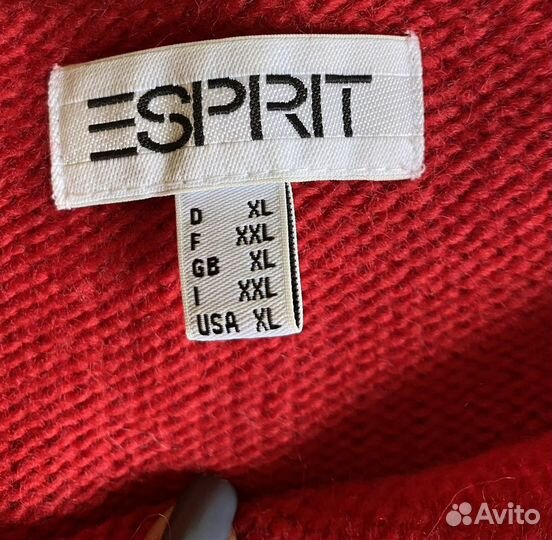 ESPRIT
D XL
F XXL
GB XL
I XXL
USA XL
Avito